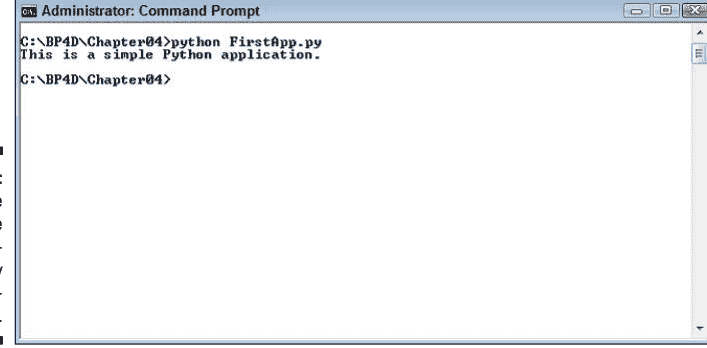 Administrator: Command Prompt
C:\BP4D\Chapter04>python FirstApp.py
This is a simple Python application.
C:\BP4D\Chapter04>